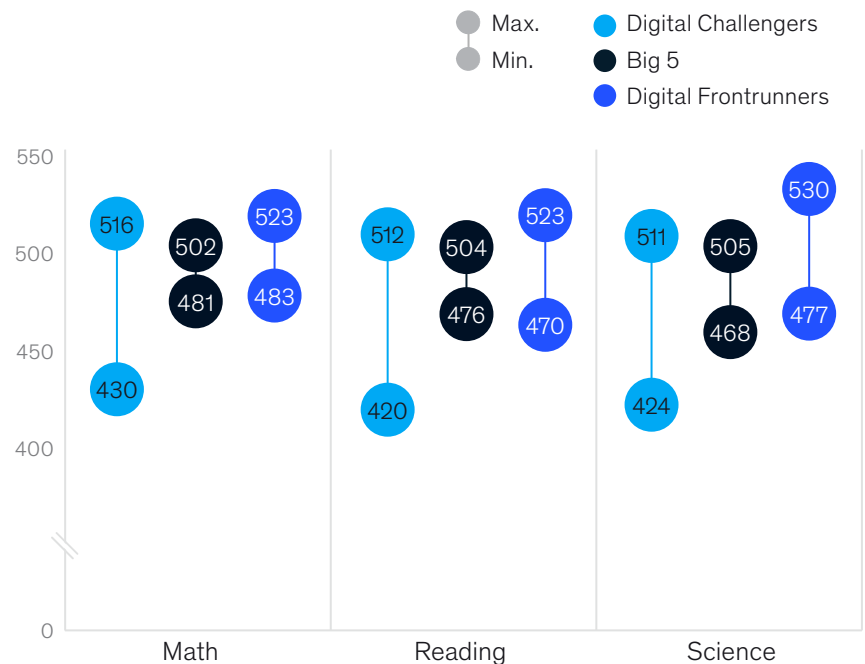 Max.
Min.
Digital Challengers
Big 5
Digital Frontrunners
550
500
450
400
0
516
430
502
481
523
483
512
420
504
476
523
470
511
424
505
468
530
477
Math
Reading
Science